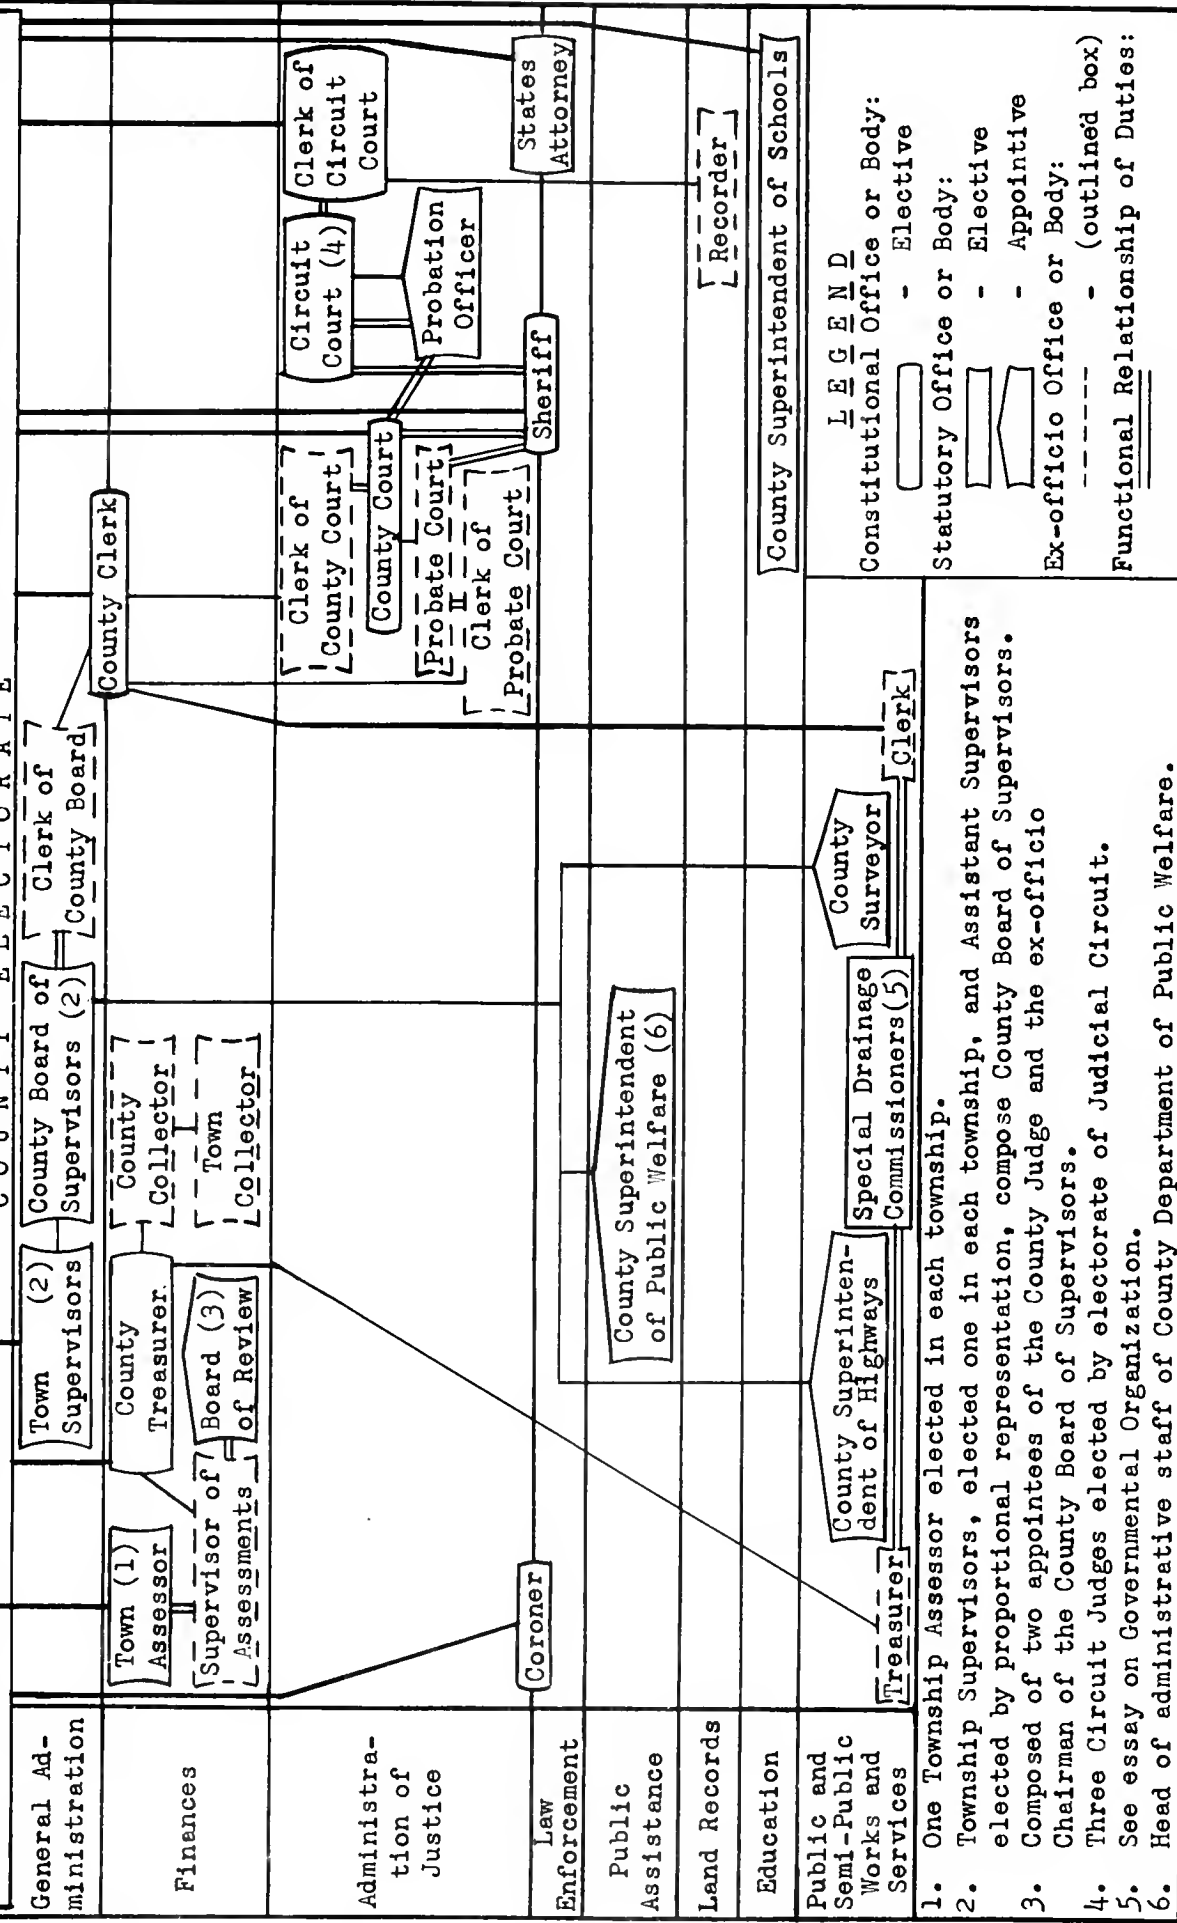 COUNTY ELECTORATE
General Ad-
ministration
Town (2)
Supervisors
County Board of
Supervisors (2)
Clerk of
County Board
Finances
Town (1)
Assessor
Supervisor of
Assessments
County
Treasurer
Board (3)
of Review
County
Collector
Town
Collector
County Clerk
Administra-
tion of
Justice
Clerk of
County Court
County Court
Probate Court
Clerk of
Probate Court
Circuit
Court (4)
Probation
Officer
Clerk of
Circuit
Court
Law
Enforcement
Coroner
Sheriff
States
Attorney
Public
Assistance
County Superintendent
of Public Welfare (6)
Land Records
Recorder
Education
County Superintendent of Schools
Public and
Semi-Public
Works and
Services
Treasurer
County Superinten-
dent of Highways
Special Drainage
Commissioners(5)
County
Surveyor
Clerk
LEGEND
Constitutional Office or Body:
- Elective
Statutory Office or Body:
- Elective
- Appointive
Ex-officio Office or Body:
- (outlined box)
Functional Relationship of Duties:
1. One Township Assessor elected in each township.
2. Township Supervisors, elected one in each township, and Assistant Supervisors
elected by proportional representation, compose County Board of Supervisors.
3. Composed of two appointees of the County Judge and the ex-officio
Chairman of the County Board of Supervisors.
4. Three Circuit Judges elected by electorate of Judicial Circuit.
5. See essay on Governmental Organization.
6. Head of administrative staff of County Department of Public Welfare.